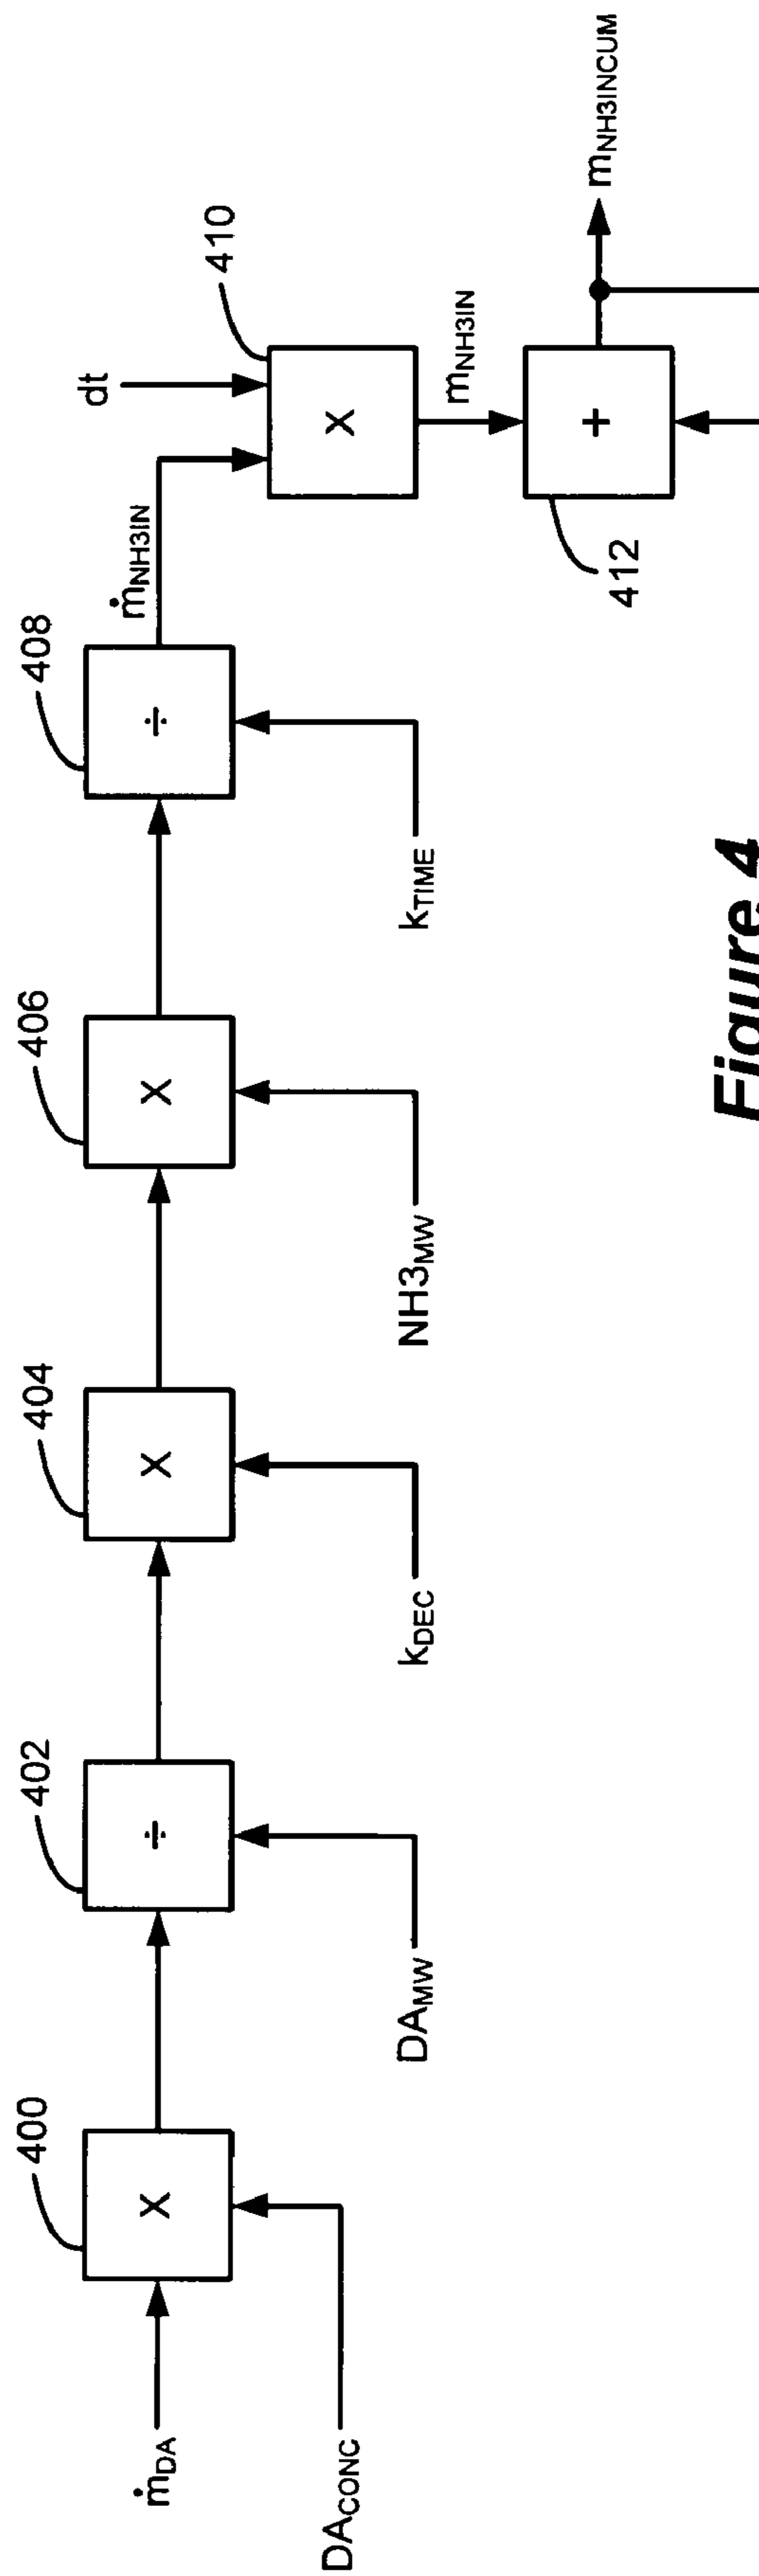 400
402
404
406
408
410
ṁDA
X
÷
X
X
÷
ṁNH3IN
dt
X
DACONC
DAMW
kDEC
NH3MW
kTIME
mNH3IN
412
+
mNH3INCUM
Figure 4